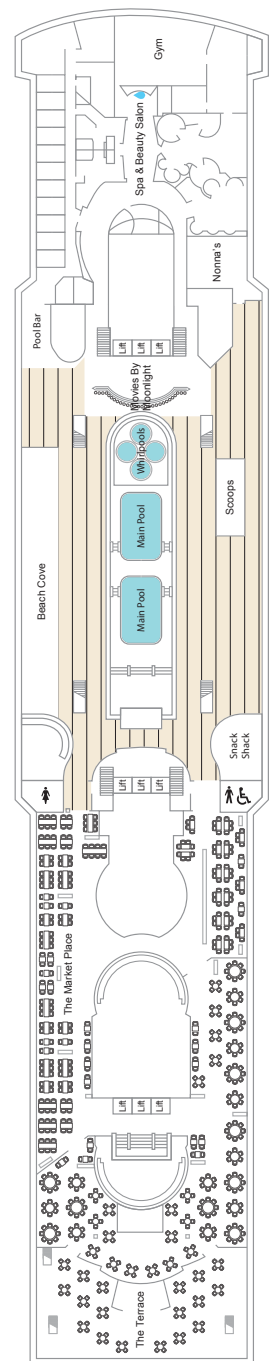 Gym
Spa & Beauty Salon
Nonna's
Pool Bar
Lift
Lift
Lift
Movies By
Moonlight
Whirlpools
Scoops
Main Pool
Beach Cove
Main Pool
Snack
Shack
Lift
Lift
Lift
The Market Place
Lift
Lift
Lift
The Terrace